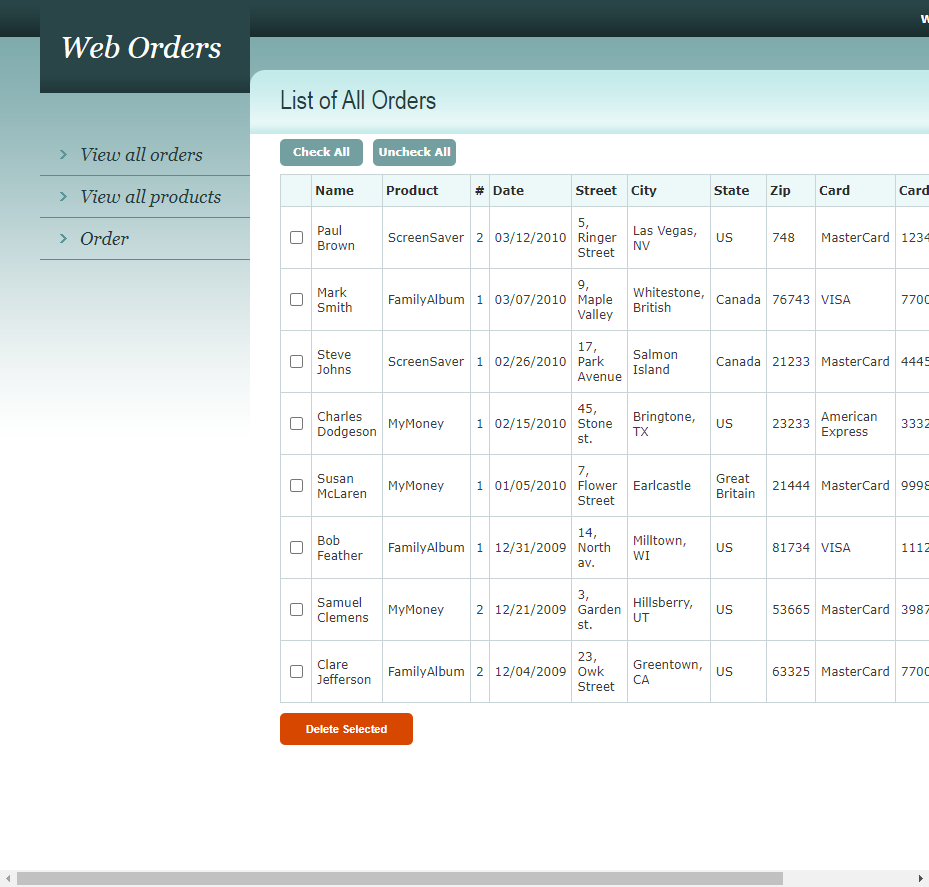 W
Web Orders
List of All Orders
View all orders
View all products
Order
Check All Uncheck All
Name Product # Date Street City State Zip Card Card
Paul Brown ScreenSaver 2 03/12/2010 5, Ringer Street Las Vegas, NV US 748 MasterCard 1234
Mark Smith FamilyAlbum 1 03/07/2010 9, Maple Valley Whitestone, British Canada 76743 VISA 7700
Steve Johns ScreenSaver 1 02/26/2010 17, Park Avenue Salmon Island Canada 21233 MasterCard 4445
Charles Dodgeson MyMoney 1 02/15/2010 45, Stone st. Bringtone, TX US 23233 American Express 3332
Susan McLaren MyMoney 1 01/05/2010 7, Flower Street Earlcastle Great Britain 21444 MasterCard 9998
Bob Feather FamilyAlbum 1 12/31/2009 14, North av. Milltown, WI US 81734 VISA 1112
Samuel Clemens MyMoney 2 12/21/2009 3, Garden st. Hillsberry, UT US 53665 MasterCard 3987
Clare Jefferson FamilyAlbum 2 12/04/2009 23, Owk Street Greentown, CA US 63325 MasterCard 7700
Delete Selected